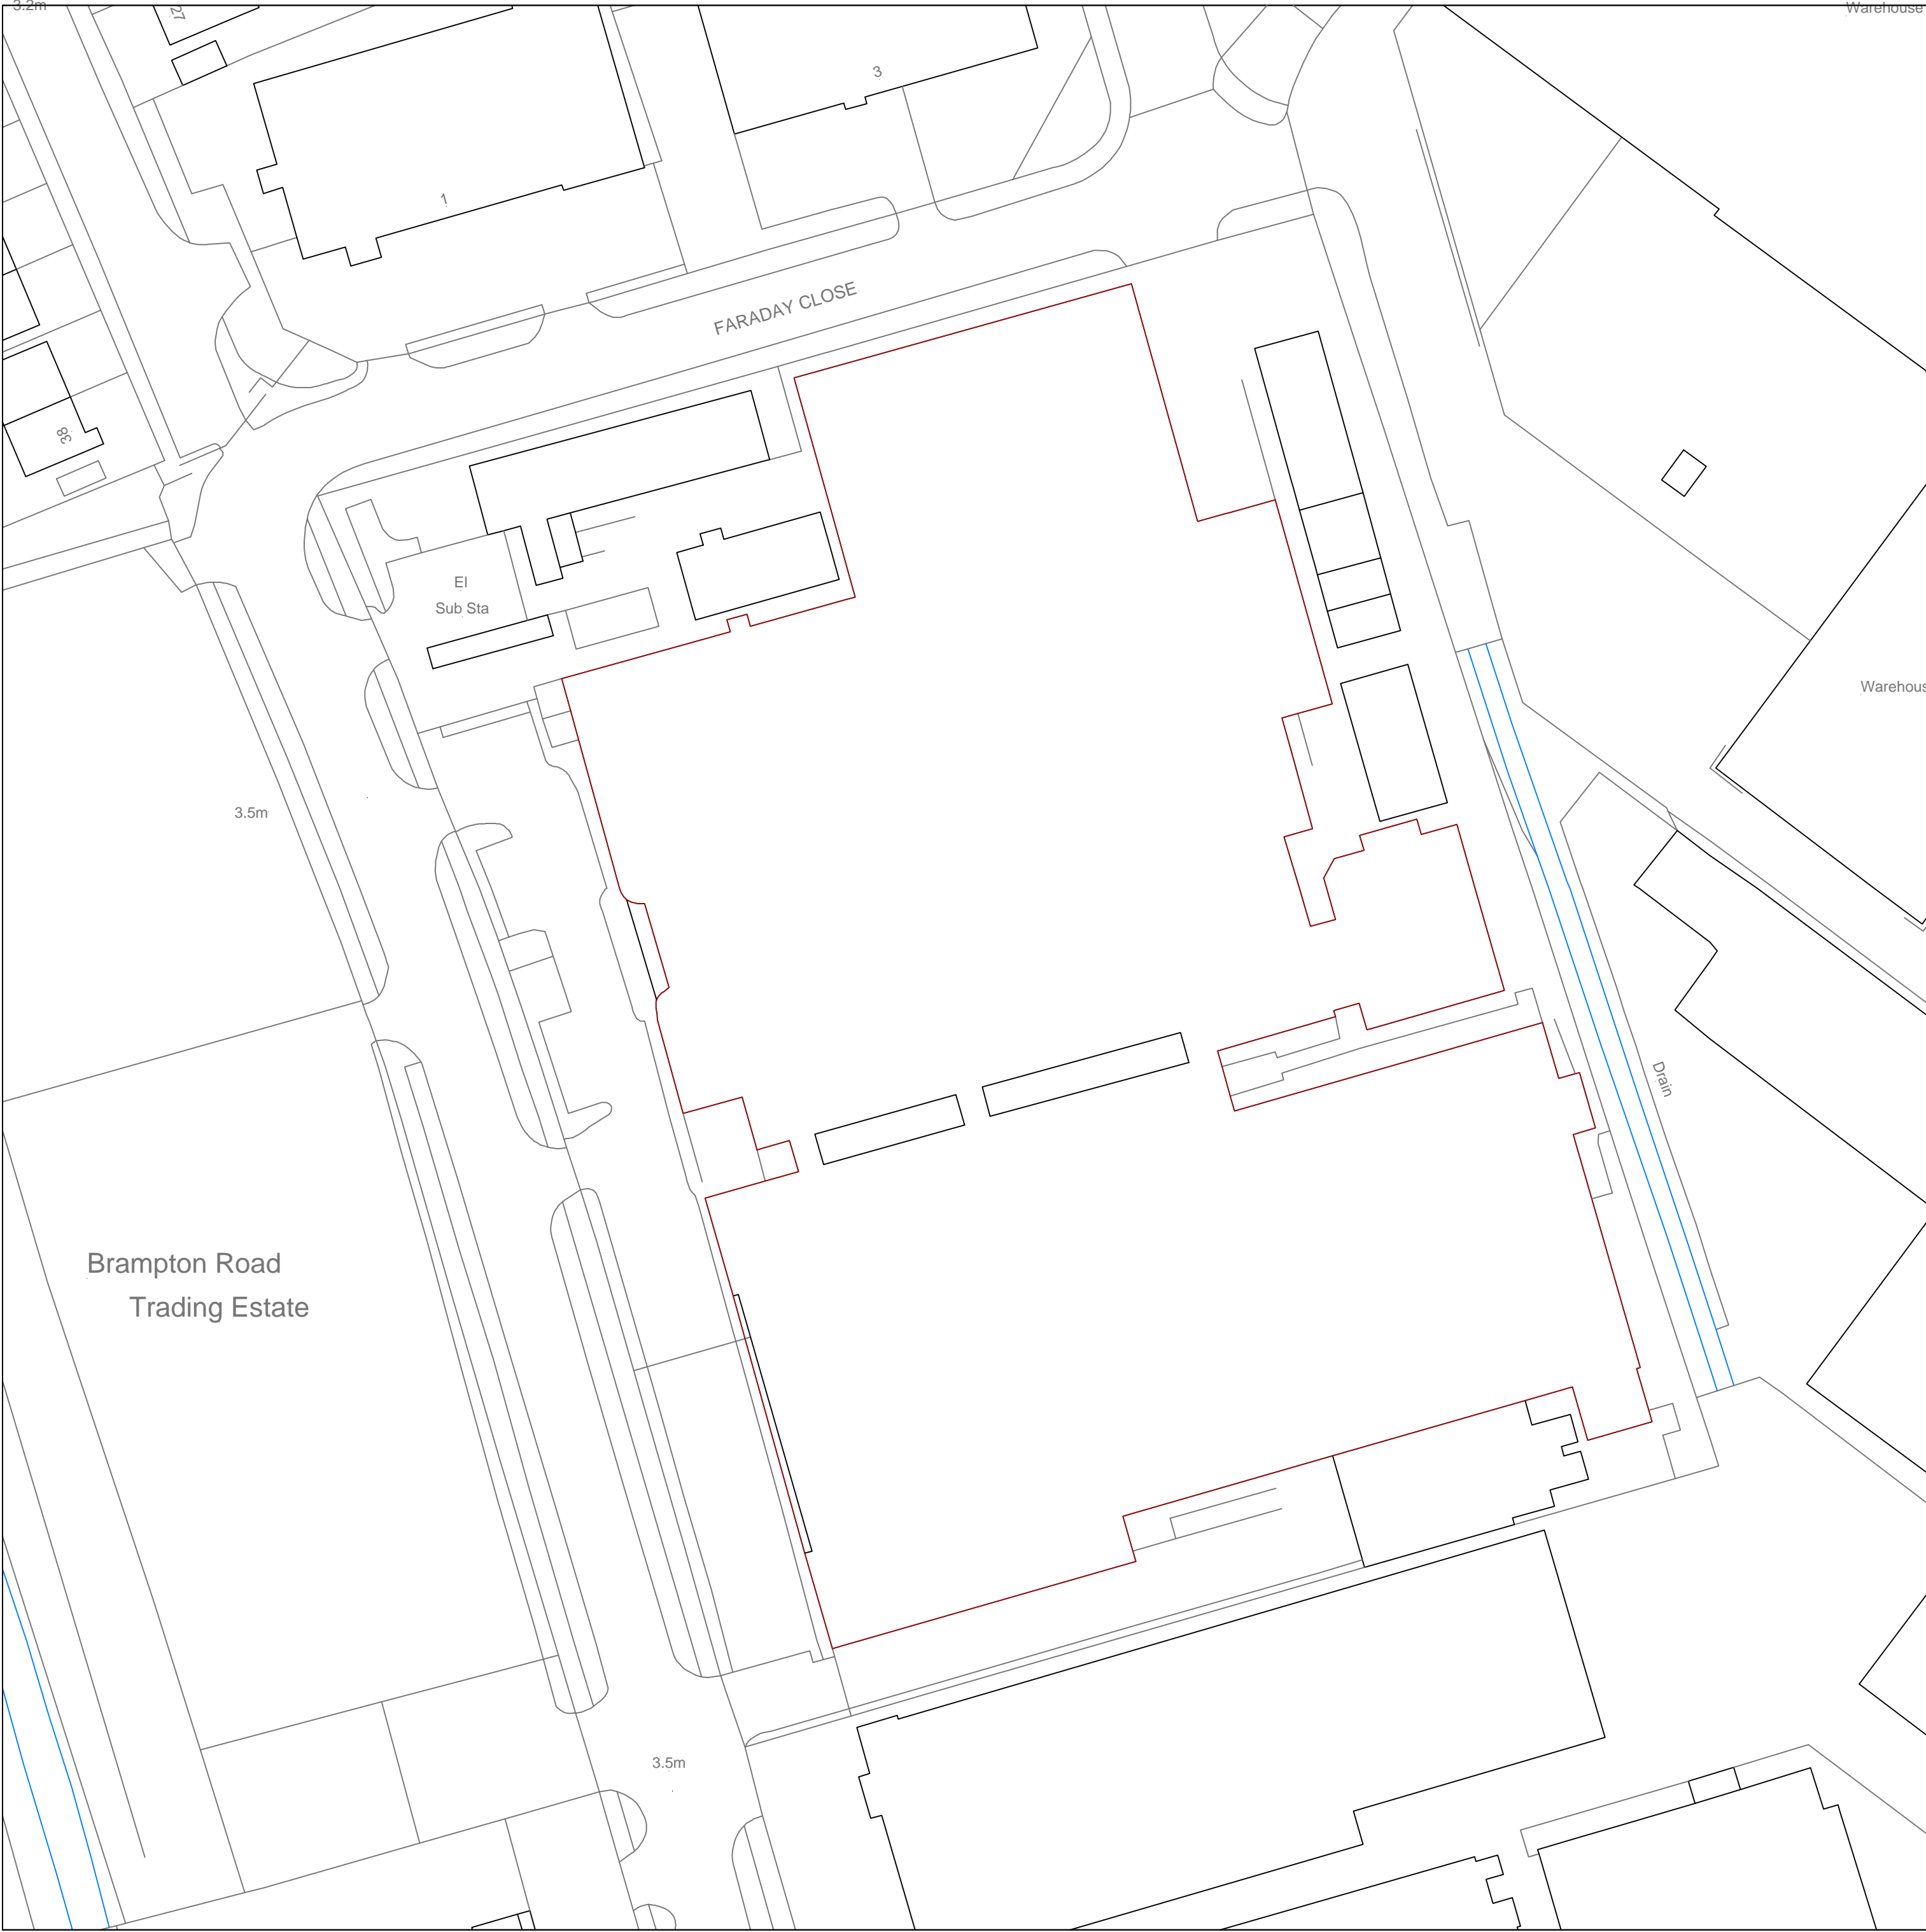 3.2m
27
Warehouse
3
1
FARADAY CLOSE
38
El
Sub Sta
Warehous
3.5m
Drain
Brampton Road
Trading Estate
3.5m